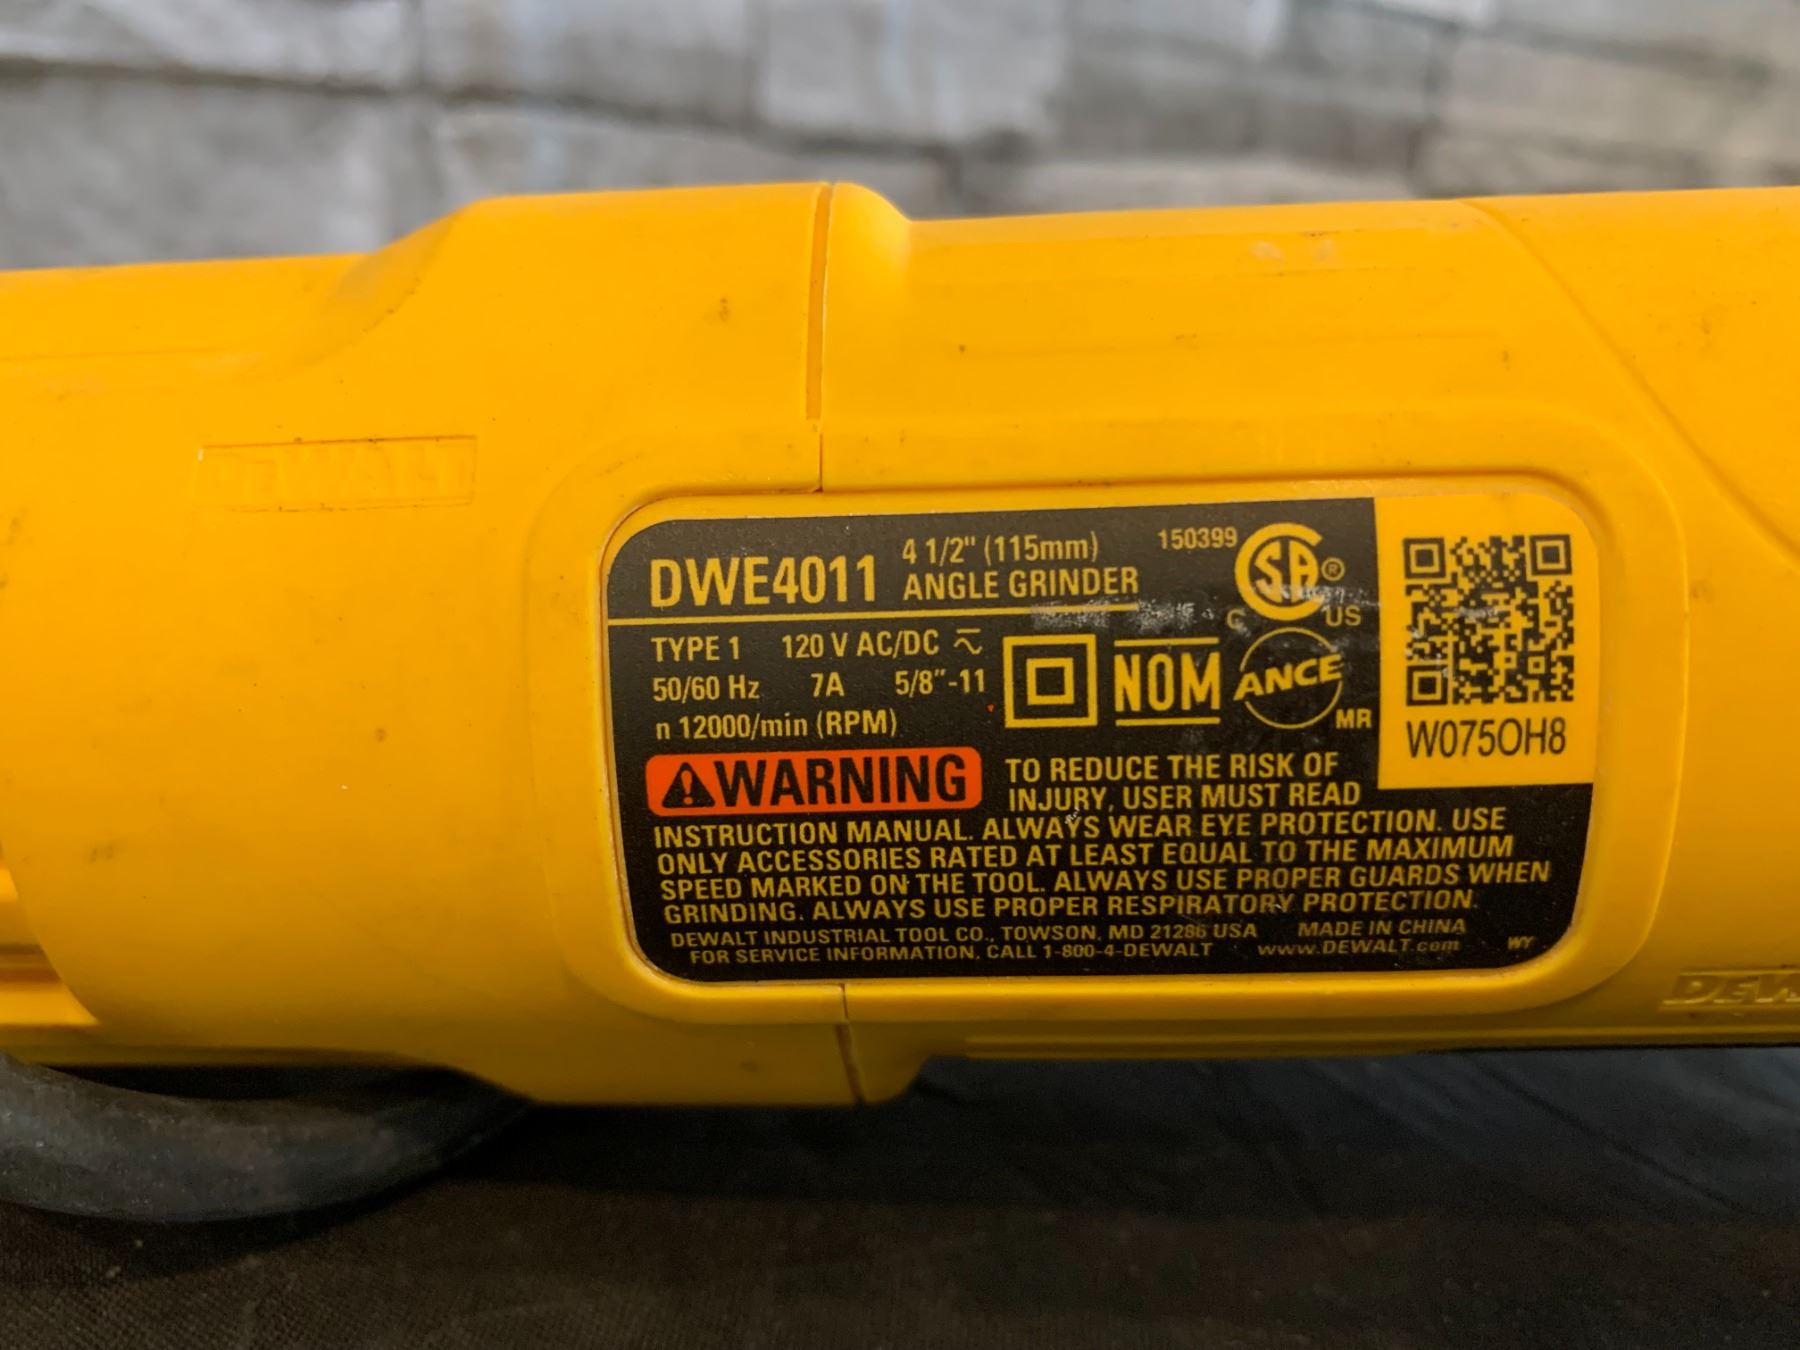 DEWALT
DWE4011 4 1/2" (115mm) ANGLE GRINDER
150399
CSA ®
C US
TYPE 1 120 V AC/DC
50/60 Hz 7A 5/8"-11
n 12000/min (RPM)
NOM
ANCE
MR
W075OH8
WARNING TO REDUCE THE RISK OF
INJURY, USER MUST READ
INSTRUCTION MANUAL. ALWAYS WEAR EYE PROTECTION. USE
ONLY ACCESSORIES RATED AT LEAST EQUAL TO THE MAXIMUM
SPEED MARKED ON THE TOOL. ALWAYS USE PROPER GUARDS WHEN
GRINDING. ALWAYS USE PROPER RESPIRATORY PROTECTION.
DEWALT INDUSTRIAL TOOL CO., TOWSON, MD 21286 USA MADE IN CHINA
FOR SERVICE INFORMATION, CALL 1-800-4-DEWALT www.DEWALT.com WY
DEW